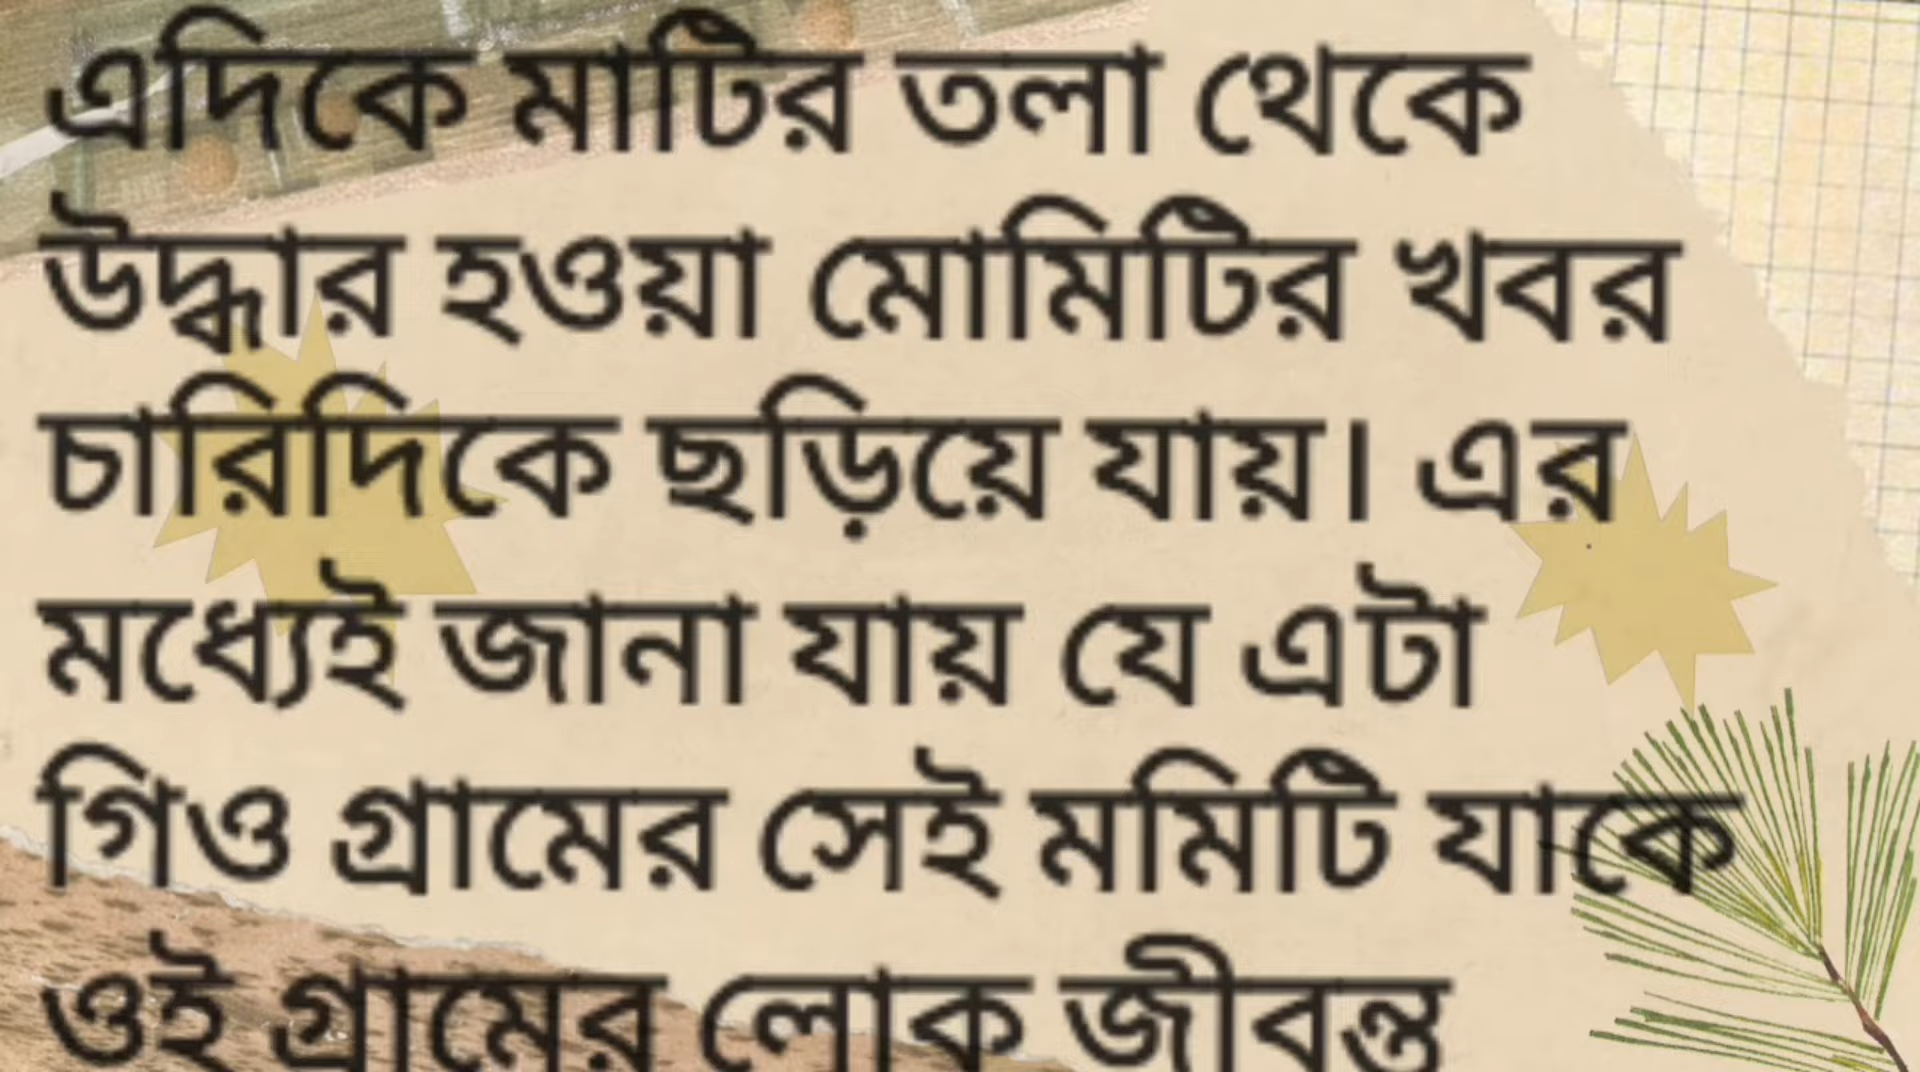 এদিকে মাটির তলা থেকে
উদ্ধার হওয়া মোমিটির খবর
চারিদিকে ছড়িয়ে যায়। এর
মধ্যেই জানা যায় যে এটা
গিও গ্রামের সেই মমিটি যাকে
ওই গ্রামের লোক জীবন্ত